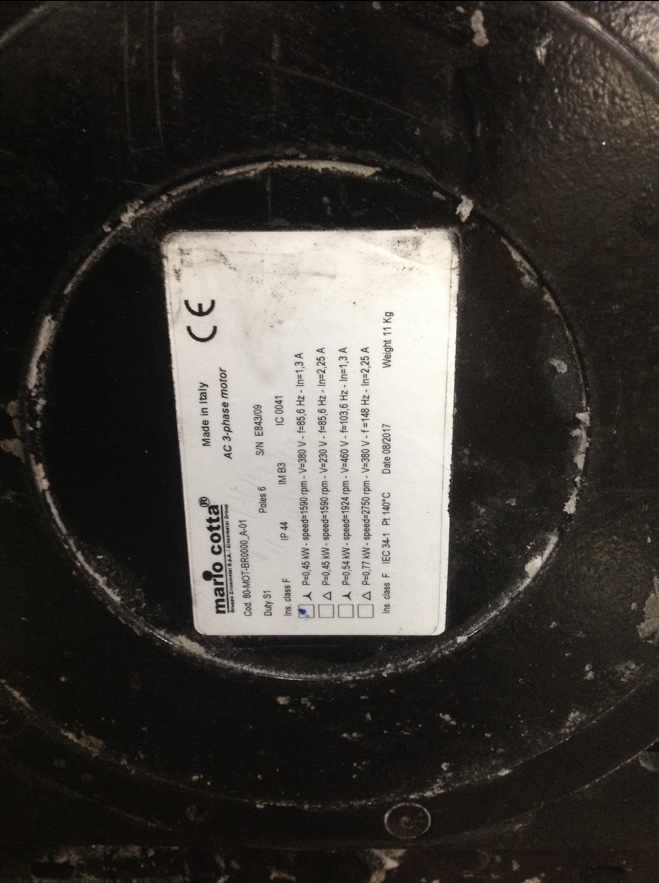 mario cotta® Made in Italy CE
Gruppo Cinosmetal S.p.A. / Cinosmetal Group AC 3-phase motor
Cod. 80-MOT-BR0000_A-01
Duty S1 Poles 6 S/N E843/09
Ins. class F IP 44 IM B3 IC 0041
P=0,45 kW - speed=1590 rpm - V=380 V - f=85,6 Hz - In=1,3 A
△ P=0,45 kW - speed=1590 rpm - V=230 V - f=85,6 Hz - In=2,25 A
P=0,54 kW - speed=1924 rpm - V=460 V - f=103,6 Hz - In=1,3 A
△ P=0,77 kW - speed=2750 rpm - V=380 V - f =148 Hz - In=2,25 A
Ins. class F IEC 34-1 Pt 140°C Date 08/2017 Weight 11 Kg